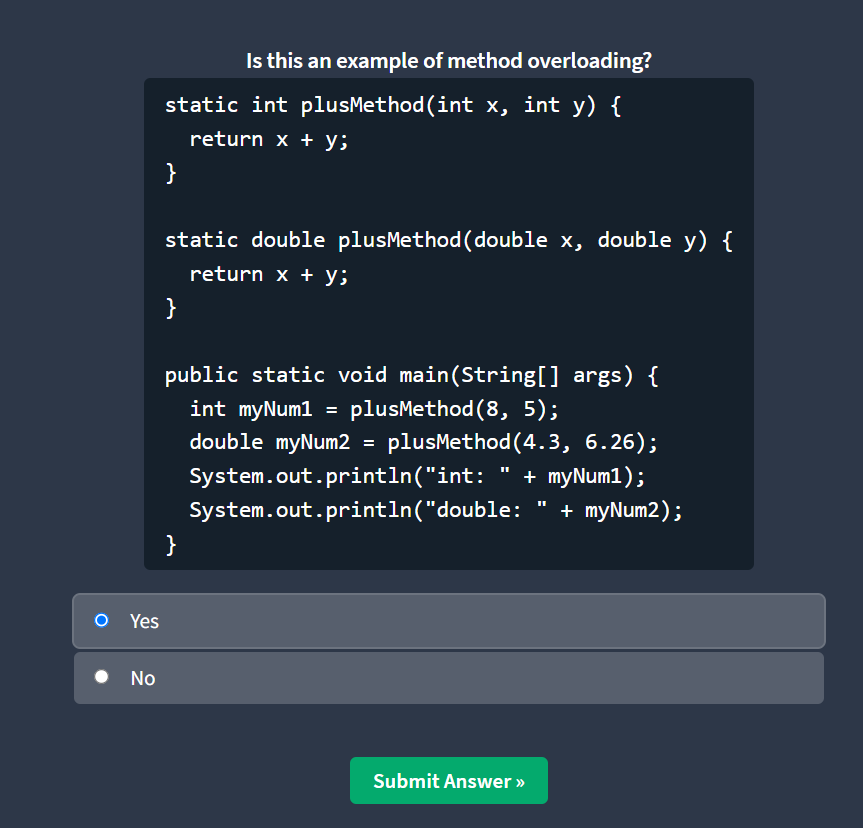 Is this an example of method overloading?
static int plusMethod(int x, int y) {
  return x + y;
}

static double plusMethod(double x, double y) {
  return x + y;
}

public static void main(String[] args) {
  int myNum1 = plusMethod(8, 5);
  double myNum2 = plusMethod(4.3, 6.26);
  System.out.println("int: " + myNum1);
  System.out.println("double: " + myNum2);
}
Yes
No
Submit Answer »